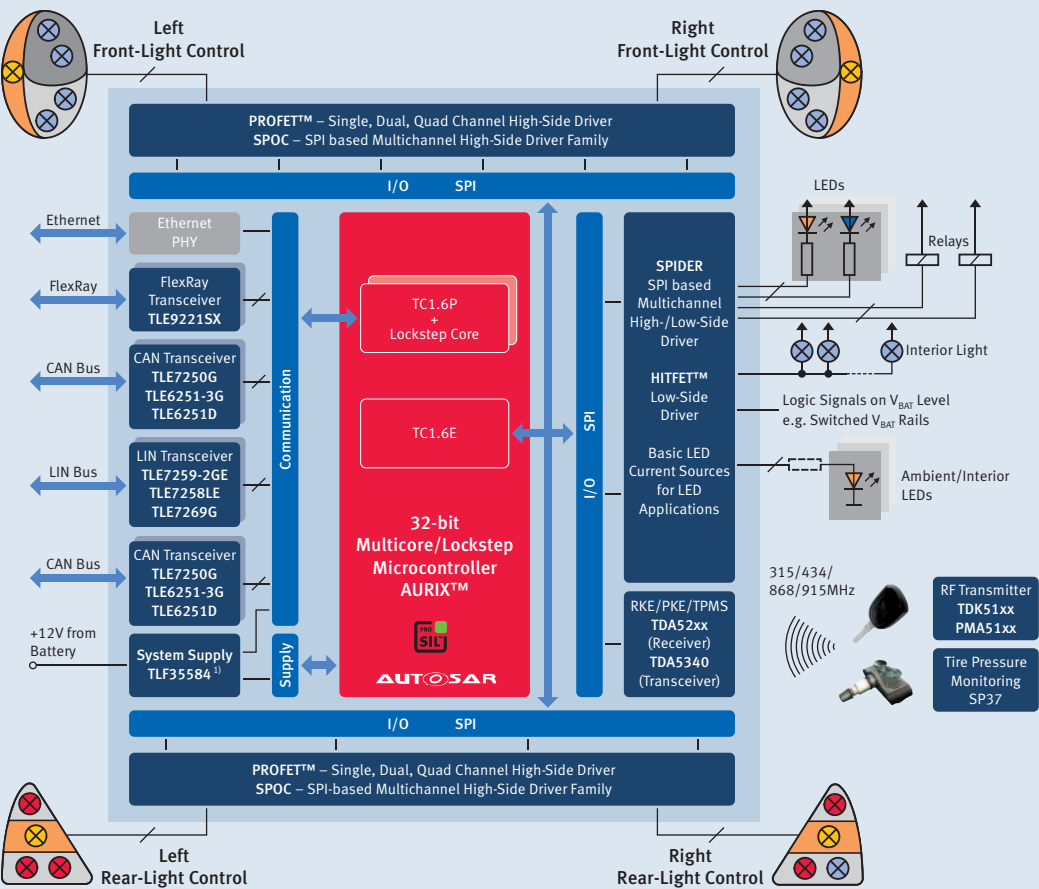 Left
Front-Light Control
Right
Front-Light Control
PROFET™ – Single, Dual, Quad Channel High-Side Driver
SPOC – SPI based Multichannel High-Side Driver Family
I/O SPI
Ethernet
Ethernet
PHY
FlexRay
FlexRay
Transceiver
TLE9221SX
CAN Bus
CAN Transceiver
TLE7250G
TLE6251-3G
TLE6251D
LIN Bus
LIN Transceiver
TLE7259-2GE
TLE7258LE
TLE7269G
CAN Bus
CAN Transceiver
TLE7250G
TLE6251-3G
TLE6251D
+12V from
Battery
System Supply
TLF35584 1)
Communication
Supply
TC1.6P
+
Lockstep Core
TC1.6E
32-bit
Multicore/Lockstep
Microcontroller
AURIX™
PRO
SIL
AUTOSAR
I/O SPI
SPIDER
SPI based
Multichannel
High-/Low-Side
Driver
HITFET™
Low-Side
Driver
Basic LED
Current Sources
for LED
Applications
RKE/PKE/TPMS
TDA52xx
(Receiver)
TDA5340
(Transceiver)
LEDs
Relays
Interior Light
Logic Signals on VBAT Level
e.g. Switched VBAT Rails
Ambient/Interior
LEDs
315/434/
868/915MHz
RF Transmitter
TDK51xx
PMA51xx
Tire Pressure
Monitoring
SP37
I/O SPI
PROFET™ – Single, Dual, Quad Channel High-Side Driver
SPOC – SPI-based Multichannel High-Side Driver Family
Left
Rear-Light Control
Right
Rear-Light Control